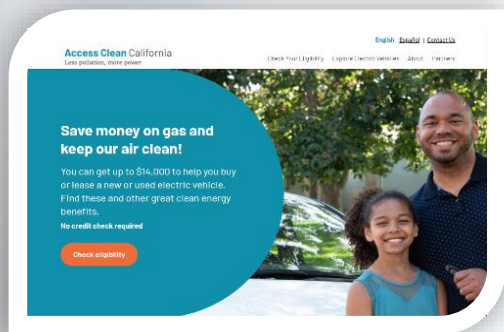 English Español | Contact Us
Access Clean California
Less pollution, more power
Check Your Eligibility Explore Electric Vehicles About Partners
Save money on gas and
keep our air clean!
You can get up to $14,000 to help you buy
or lease a new or used electric vehicle.
Find these and other great clean energy
benefits.
No credit check required
Check eligibility